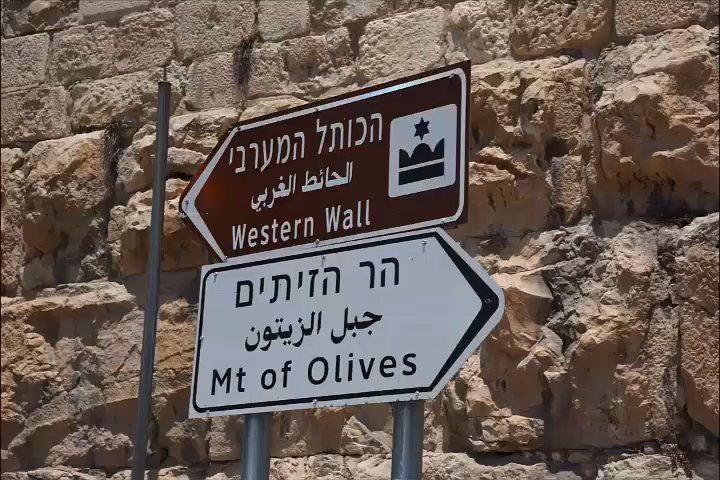 הכותל המערבי
الحائط الغربي
Western Wall
הר הזיתים
جبل الزيتون
Mt of Olives